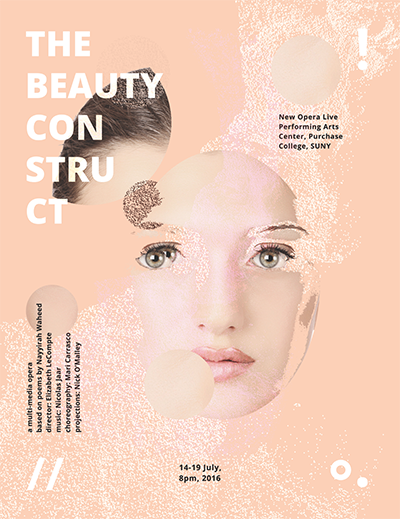 THE
BEAUTY
CON
STRU
CT
!
New Opera Live
Performing Arts
Center, Purchase
College, SUNY
a multi-media opera
based on poems by Nayyirah Waheed
director: Elizabeth LeCompte
music: Nicolas Jaar
choreography: Mari Carrasco
projections: Nick O'Malley
//
14-19 July,
8pm, 2016
o.